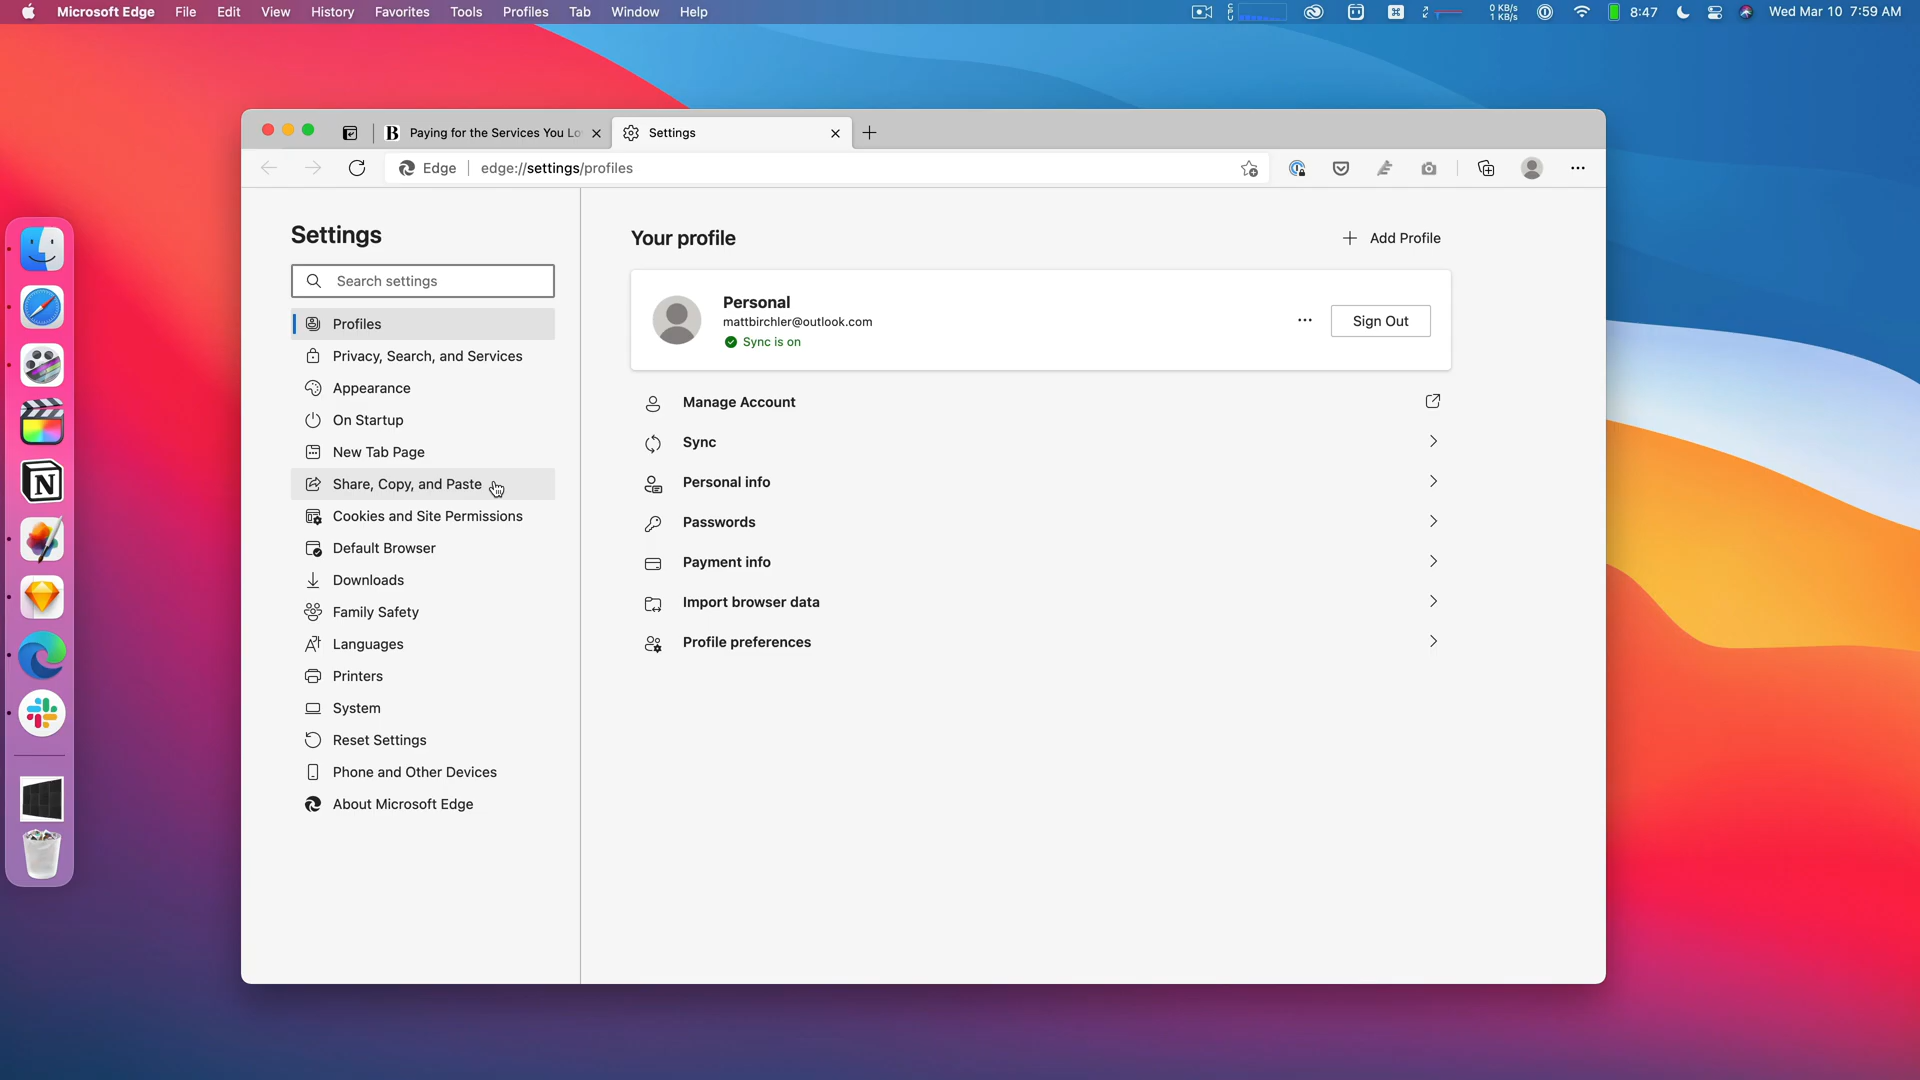 Microsoft Edge File Edit View History Favorites Tools Profiles Tab Window Help
0 KB/s
1 KB/s
8:47
Wed Mar 10 7:59 AM
CPU
B Paying for the Services You Lo
Settings
Edge
edge://settings/profiles
Settings
Search settings
Profiles
Privacy, Search, and Services
Appearance
On Startup
New Tab Page
Share, Copy, and Paste
Cookies and Site Permissions
Default Browser
Downloads
Family Safety
Languages
Printers
System
Reset Settings
Phone and Other Devices
About Microsoft Edge
Your profile
Add Profile
Personal
mattbirchler@outlook.com
Sync is on
Sign Out
Manage Account
Sync
Personal info
Passwords
Payment info
Import browser data
Profile preferences